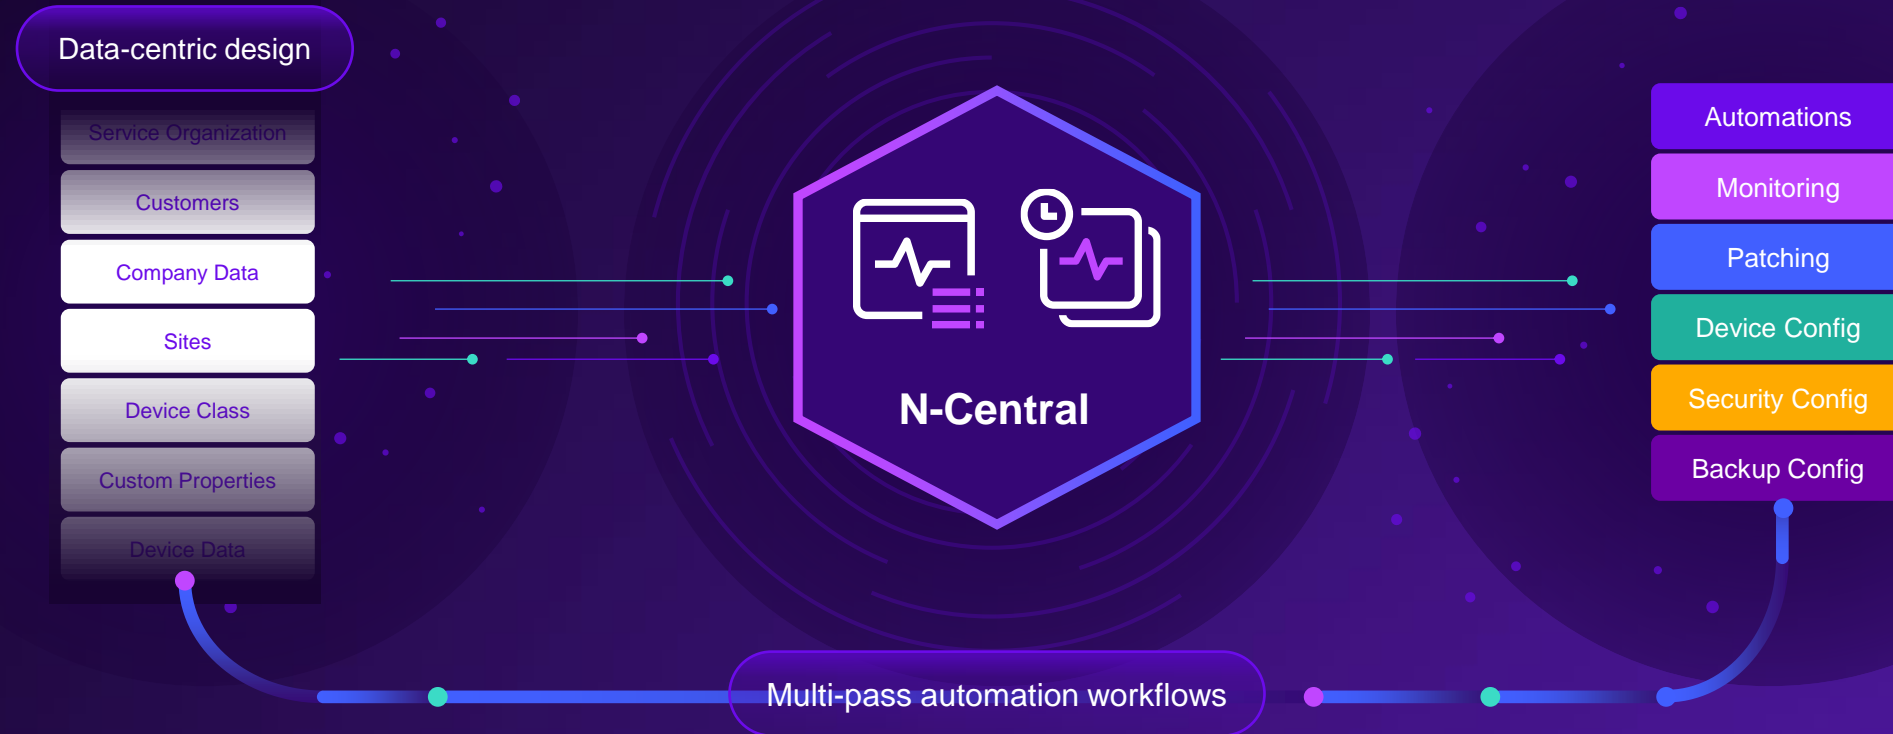 Data-centric design
Service Organization
Customers
Company Data
Sites
Device Class
Custom Properties
Device Data
N-Central
Automations
Monitoring
Patching
Device Config
Security Config
Backup Config
Multi-pass automation workflows